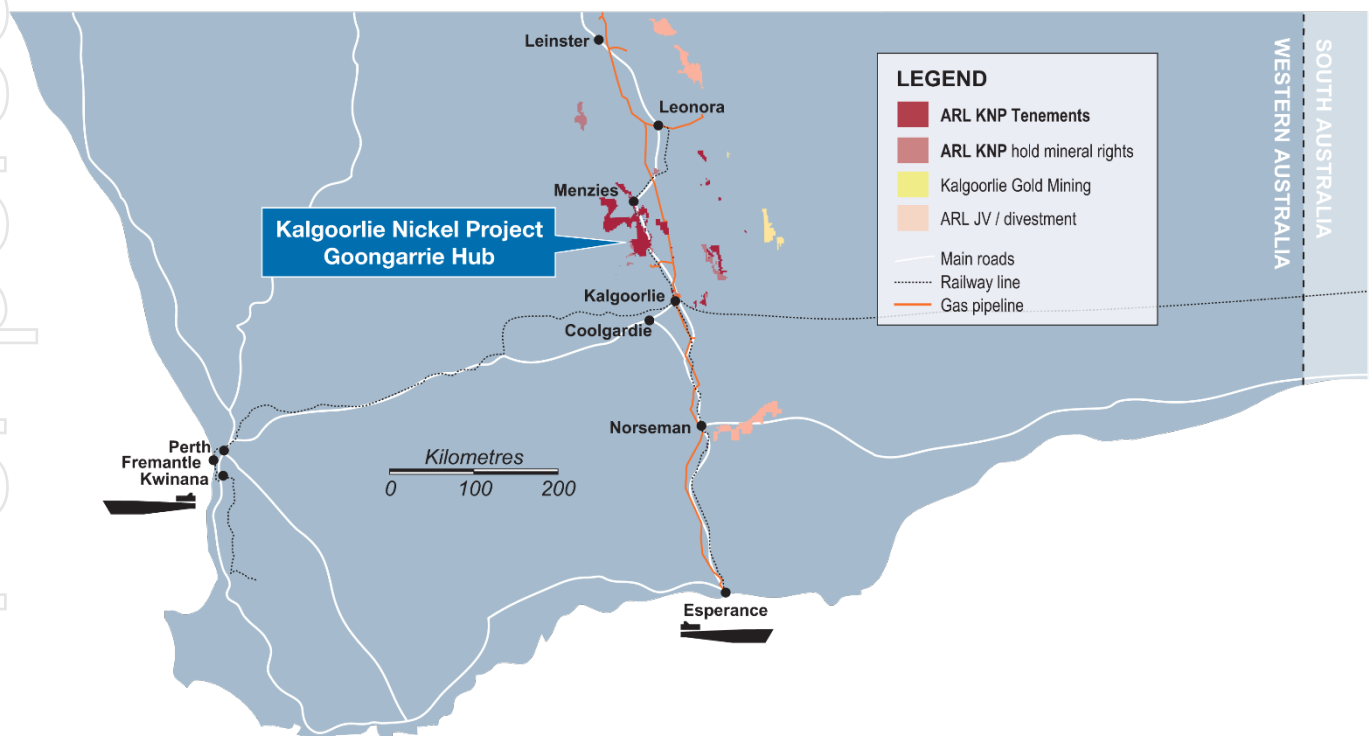 Leinster
Leonora
Menzies
Kalgoorlie Nickel Project
Goongarrie Hub
Kalgoorlie
Coolgardie
Norseman
Perth
Fremantle
Kwinana
Kilometres
0 100 200
Esperance
LEGEND
ARL KNP Tenements
ARL KNP hold mineral rights
Kalgoorlie Gold Mining
ARL JV / divestment
Main roads
Railway line
Gas pipeline
WESTERN AUSTRALIA
SOUTH AUSTRALIA